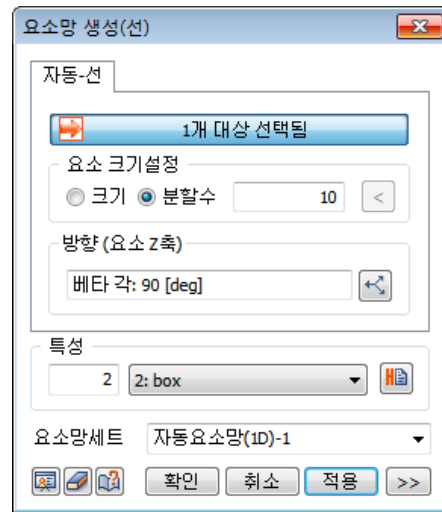 요소망 생성(선)
자동-선
1개 대상 선택됨
요소 크기설정
크기 분할수 10 <
방향 (요소 Z축)
베타 각: 90 [deg]
특성
2 2: box
요소망세트 자동요소망(1D)-1
확인 취소 적용 >>